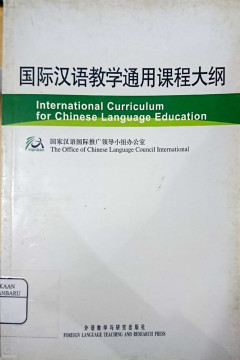 国际汉语教学通用课程大纲
International Curriculum
for Chinese Language Education
国家汉语国际推广领导小组办公室
The Office of Chinese Language Council International
KAAN
ANBARU
外语教学与研究出版社
FOREIGN LANGUAGE TEACHING AND RESEARCH PRESS